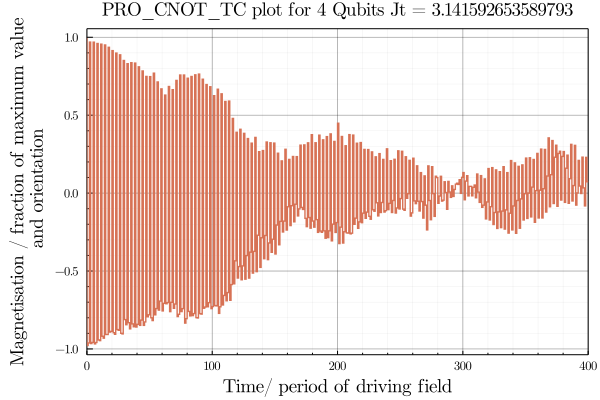 PRO_CNOT_TC plot for 4 Qubits Jt = 3.141592653589793
Magnetisation / fraction of maximum value
and orientation
1.0
0.5
0.0
−0.5
−1.0
0 100 200 300 400
Time/ period of driving field